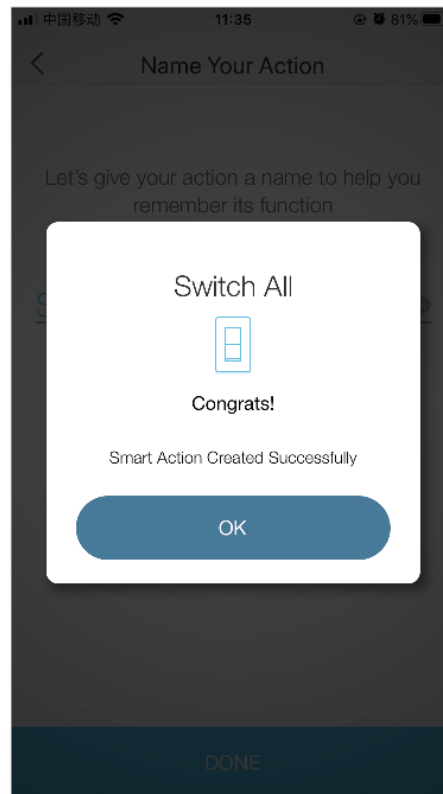 中国移动 11:35 81%
Name Your Action
Let's give your action a name to help you
remember its function
Switch All
Congrats!
Smart Action Created Successfully
OK
DONE